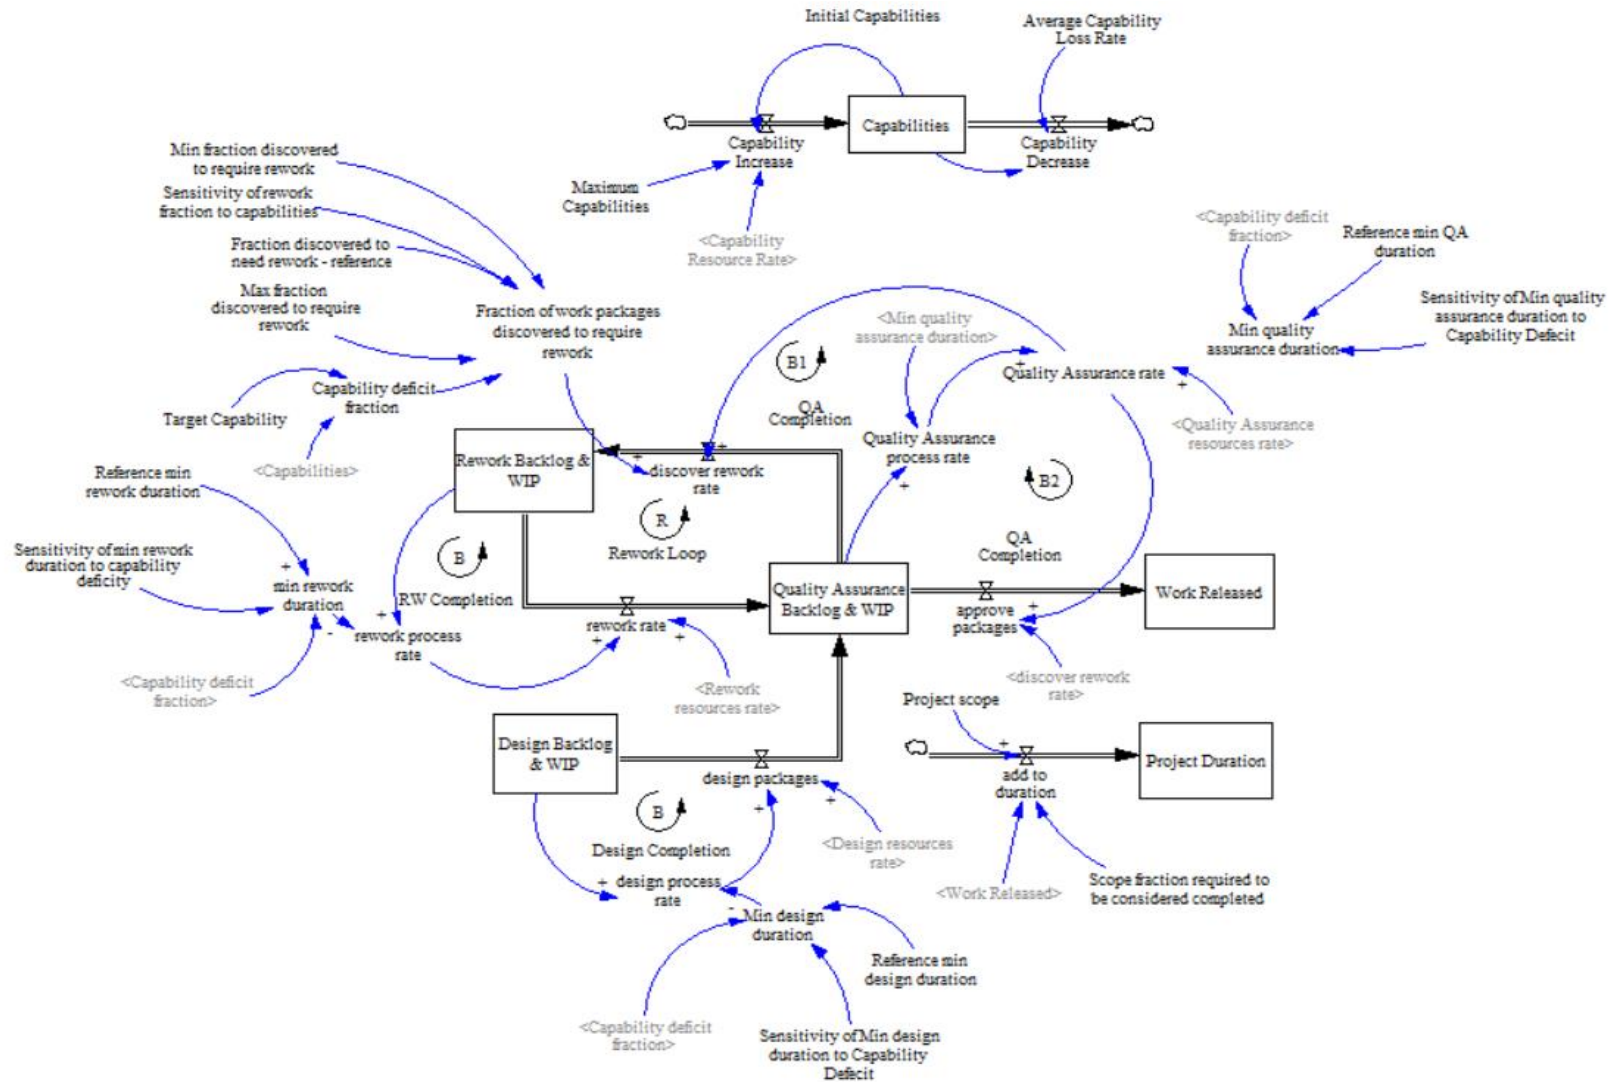 Initial Capabilities
Average Capability
Loss Rate
Capabilities
Capability
Increase
Capability
Decrease
Maximum
Capabilities
<Capability
Resource Rate>
Min fraction discovered
to require rework
Sensitivity of rework
fraction to capabilities
Fraction discovered to
need rework - reference
Max fraction
discovered to require
rework
Fraction of work packages
discovered to require
rework
Capability deficit
fraction
Target Capability
<Capabilities>
<Capability deficit
fraction>
Reference min QA
duration
Sensitivity of Min quality
assurance duration to
Capability Defecit
Min quality
assurance duration
<Min quality
assurance duration>
B1
QA
Completion
+
Quality Assurance rate
+
<Quality Assurance
resources rate>
Quality Assurance
process rate
+
B2
QA
Completion
Rework Backlog &
WIP
+
+
discover rework
rate
R
Rework Loop
Reference min
rework duration
Sensitivity of min rework
duration to capability
deficity
+
min rework
duration
-
<Capability deficit
fraction>
B
RW Completion
+
rework process
rate
rework rate
+
+
<Rework
resources rate>
Quality Assurance
Backlog & WIP
approve
packages
+
Work Released
<discover rework
rate>
Project scope
+
add to
duration
Project Duration
<Work Released>
Scope fraction required to
be considered completed
Design Backlog
& WIP
design packages
+
+
B
Design Completion
<Design resources
rate>
+
design process
rate
-
Min design
duration
Reference min
design duration
<Capability deficit
fraction>
Sensitivity of Min design
duration to Capability
Defecit